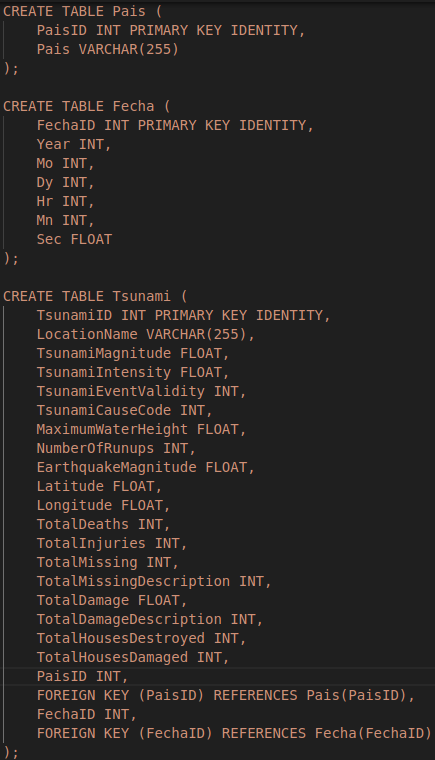 CREATE TABLE Pais (
    PaisID INT PRIMARY KEY IDENTITY,
    Pais VARCHAR(255)
);

CREATE TABLE Fecha (
    FechaID INT PRIMARY KEY IDENTITY,
    Year INT,
    Mo INT,
    Dy INT,
    Hr INT,
    Mn INT,
    Sec FLOAT
);

CREATE TABLE Tsunami (
    TsunamiID INT PRIMARY KEY IDENTITY,
    LocationName VARCHAR(255),
    TsunamiMagnitude FLOAT,
    TsunamiIntensity FLOAT,
    TsunamiEventValidity INT,
    TsunamiCauseCode INT,
    MaximumWaterHeight FLOAT,
    NumberOfRunups INT,
    EarthquakeMagnitude FLOAT,
    Latitude FLOAT,
    Longitude FLOAT,
    TotalDeaths INT,
    TotalInjuries INT,
    TotalMissing INT,
    TotalMissingDescription INT,
    TotalDamage FLOAT,
    TotalDamageDescription INT,
    TotalHousesDestroyed INT,
    TotalHousesDamaged INT,
    PaisID INT,
    FOREIGN KEY (PaisID) REFERENCES Pais(PaisID),
    FechaID INT,
    FOREIGN KEY (FechaID) REFERENCES Fecha(FechaID)
);